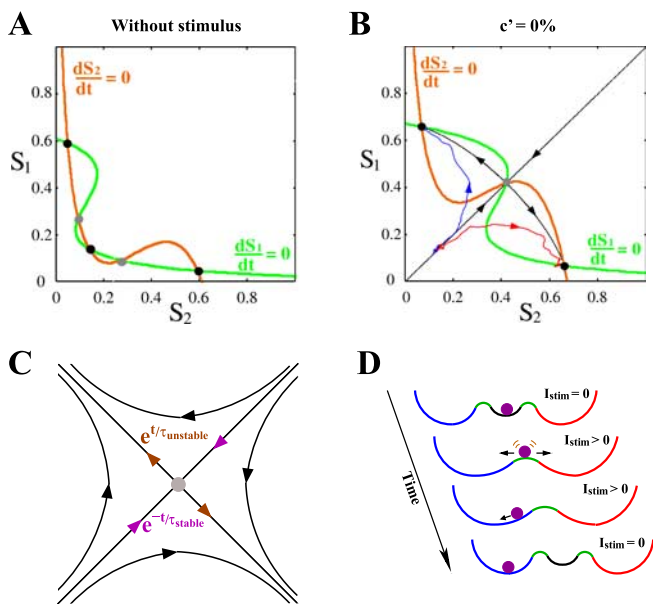 A
Without stimulus
dS2/dt = 0
S1
0.8
0.6
0.4
0.2
0
dS1/dt = 0
0 0.2 0.4 0.6 0.8
S2
B
c' = 0%
dS2/dt = 0
S1
0.8
0.6
0.4
0.2
0
dS1/dt = 0
0 0.2 0.4 0.6 0.8
S2
C
e^t/τunstable
e^−t/τstable
D
Time
Istim = 0
Istim > 0
Istim > 0
Istim = 0